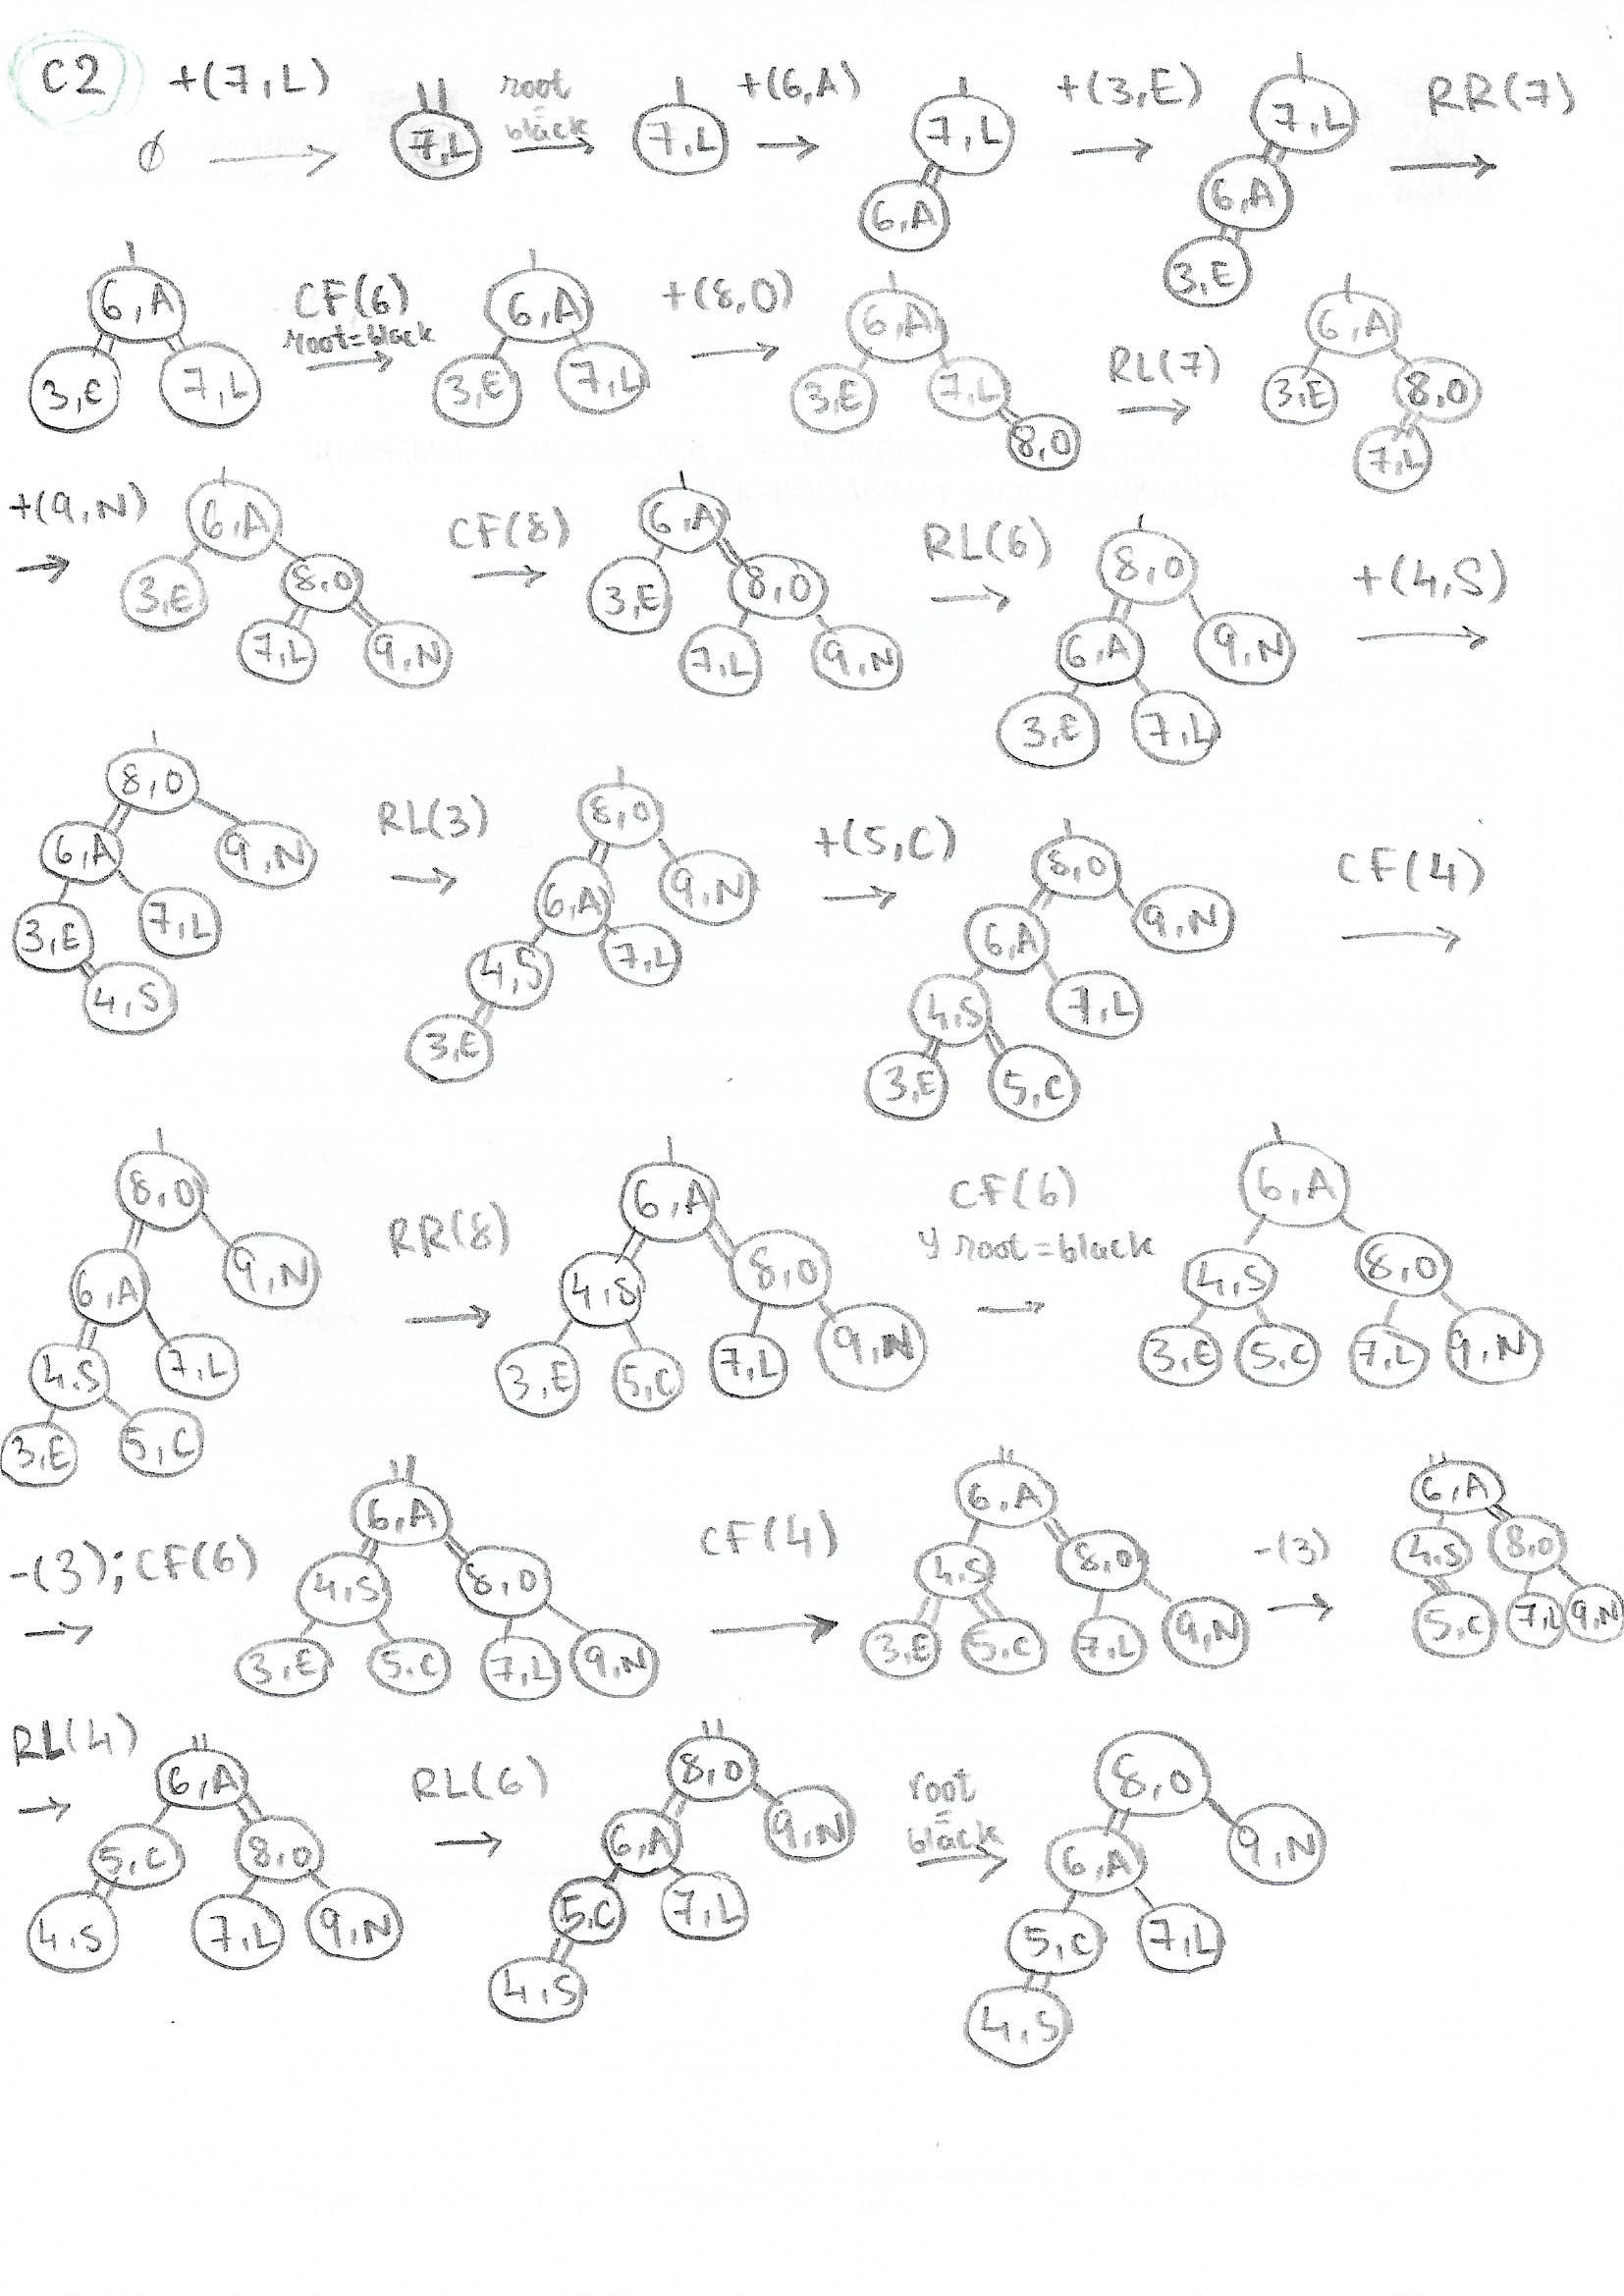 C2 +(7,L) root = black +(6,A) +(3,E) RR(7)
∅ 7,L 7,L 7,L 7,L
6,A 6,A
3,E
6,A CF(6) root=black 6,A +(8,O) 6,A RL(7) 6,A
3,E 7,L 3,E 7,L 3,E 7,L 3,E 8,O
8,O 7,L
+(9,N) 6,A CF(8) 6,A RL(6) 8,O +(4,S)
3,E 8,O 3,E 8,O 6,A 9,N
7,L 9,N 7,L 9,N 3,E 7,L
8,O RL(3) 8,O +(5,C) 8,O CF(4)
6,A 9,N 6,A 9,N 6,A 9,N
3,E 7,L 4,S 7,L 4,S 7,L
4,S 3,E 3,E 5,C
8,O RR(8) 6,A CF(6) y root=black 6,A
6,A 9,N 4,S 8,O 4,S 8,O
4,S 7,L 3,E 5,C 7,L 9,N 3,E 5,C 7,L 9,N
3,E 5,C
-(3); CF(6) 6,A CF(4) 6,A -(3) 6,A
4,S 8,O 4,S 8,O 4,S 8,O
3,E 5,C 7,L 9,N 3,E 5,C 7,L 9,N 5,C 7,L 9,N
RL(4) 6,A RL(6) 8,O root = black 8,O
5,C 8,O 6,A 9,N 6,A 9,N
4,S 7,L 9,N 5,C 7,L 5,C 7,L
4,S 4,S